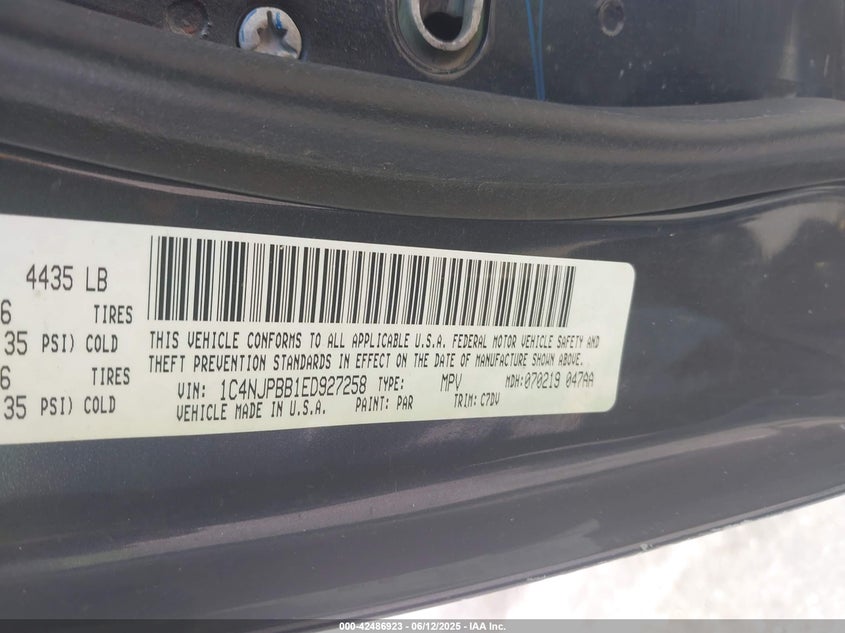 4435 LB
6 TIRES
35 PSI) COLD
6 TIRES
35 PSI) COLD
THIS VEHICLE CONFORMS TO ALL APPLICABLE U.S.A. FEDERAL MOTOR VEHICLE SAFETY AND
THEFT PREVENTION STANDARDS IN EFFECT ON THE DATE OF MANUFACTURE SHOWN ABOVE.
VIN: 1C4NJPBB1ED927258 TYPE: MPV MDH:070219 047AA
VEHICLE MADE IN U.S.A. PAINT: PAR TRIM: C7DV
000-42486923 - 06/12/2025 - IAA Inc.